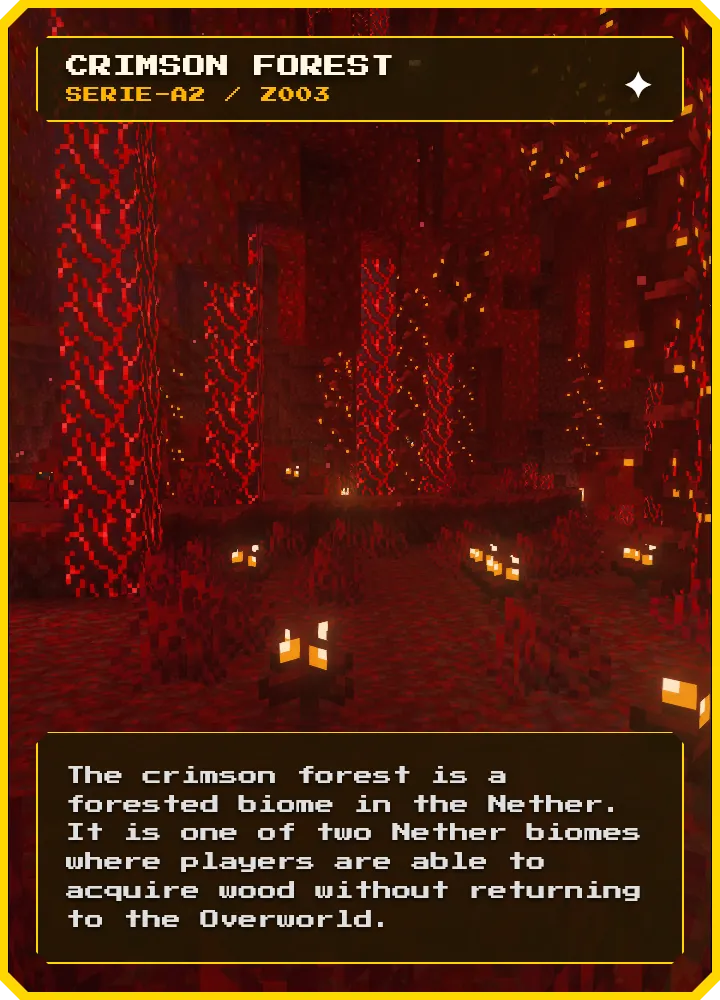 CRIMSON FOREST
SERIE-A2 / Z003
The crimson forest is a
forested biome in the Nether.
It is one of two Nether biomes
where players are able to
acquire wood without returning
to the Overworld.